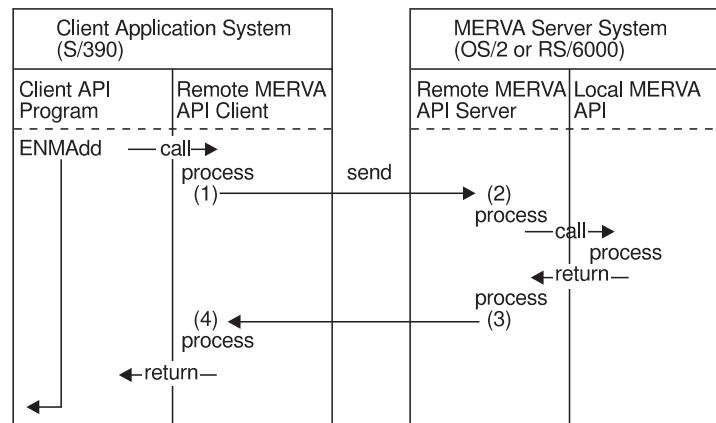 Client Application System
(S/390)
MERVA Server System
(OS/2 or RS/6000)
Client API
Program
Remote MERVA
API Client
Remote MERVA
API Server
Local MERVA
API
ENMAdd
call
process
(1)
send
(2)
process
call
process
return
process
(3)
(4)
process
return